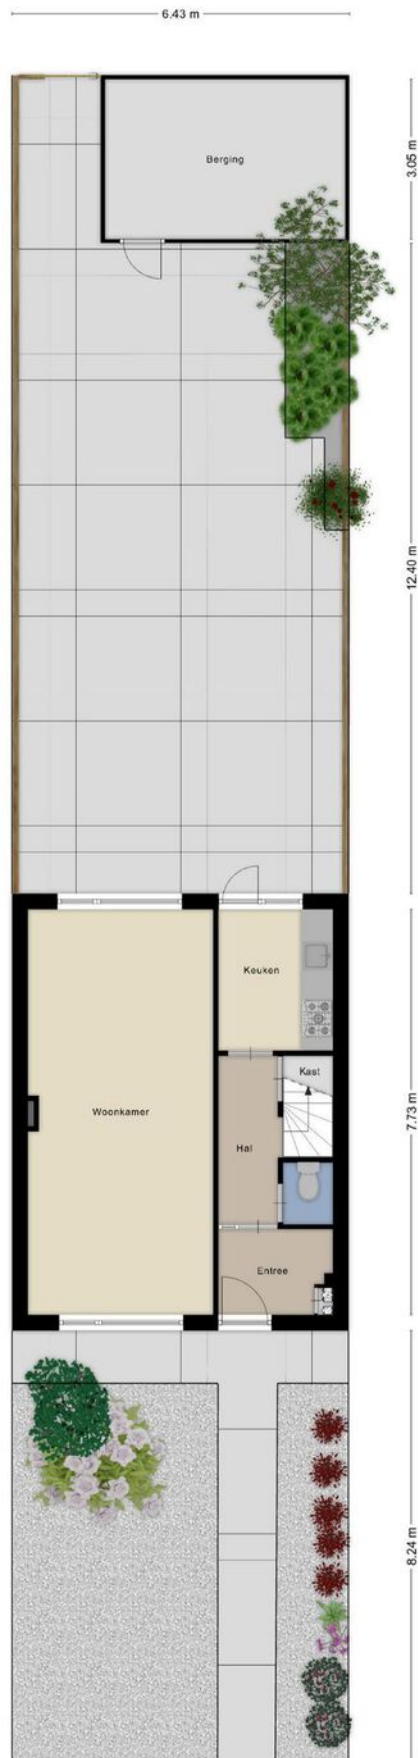 6.43 m
Berging
3.05 m
12.40 m
Keuken
Kast
Woonkamer
7.73 m
Hal
Entree
8.24 m